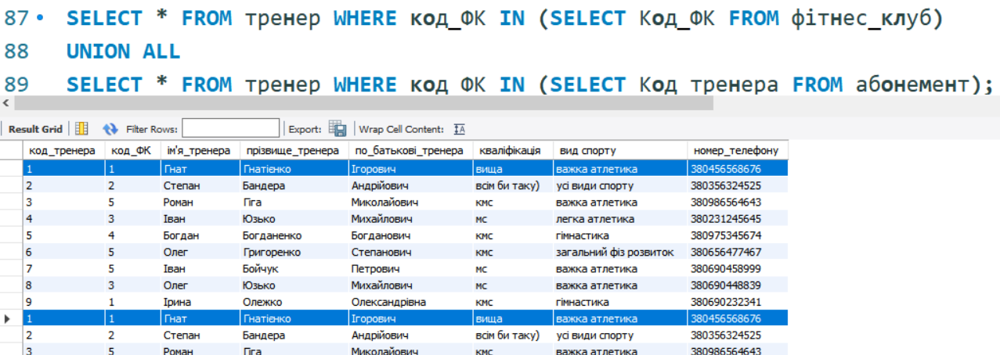 87 SELECT * FROM тренер WHERE код_ФК IN (SELECT Код_ФК FROM фітнес_клуб)
88 UNION ALL
89 SELECT * FROM тренер WHERE код ФК IN (SELECT Код тренера FROM абонемент);
Result Grid Filter Rows: Export: Wrap Cell Content: IA
код_тренера код_ФК ім'я_тренера прізвище_тренера по_батькові_тренера кваліфікація вид спорту номер_телефону
1 1 Гнат Гнатієнко Ігорович вища важка атлетика 380456568676
2 2 Степан Бандера Андрійович всім би таку) усі види спорту 380356324525
3 5 Роман Гіга Миколайович кмс важка атлетика 380986564643
4 3 Іван Юзько Михайлович мс легка атлетика 380231245645
5 4 Богдан Богданенко Богданович кмс гімнастика 380975345674
6 5 Олег Григоренко Степанович кмс загальний фіз розвиток 380656477467
7 5 Іван Бойчук Петрович мс важка атлетика 380690458999
8 3 Олег Юзько Михайлович мс важка атлетика 380690448839
9 1 Ірина Олежко Олександрівна кмс гімнастика 380690232341
1 1 Гнат Гнатієнко Ігорович вища важка атлетика 380456568676
2 2 Степан Бандера Андрійович всім би таку) усі види спорту 380356324525
3 5 Роман Гіга Миколайович кмс важка атлетика 380986564643